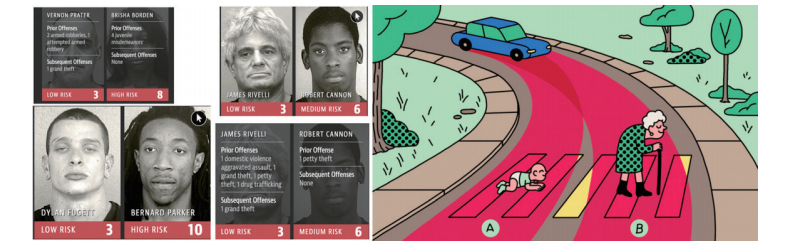 VERNON PRATER
Prior Offenses
2 armed robberies, 1
attempted armed
robbery
Subsequent Offenses
1 grand theft
LOW RISK 3
BRISHA BORDEN
Prior Offenses
4 juvenile
misdemeanors
Subsequent Offenses
None
HIGH RISK 8
JAMES RIVELLI
LOW RISK 3
ROBERT CANNON
MEDIUM RISK 6
DYLAN FUGETT
LOW RISK 3
BERNARD PARKER
HIGH RISK 10
JAMES RIVELLI
Prior Offenses
1 domestic violence
aggravated assault, 1
grand theft, 1 petty
theft, 1 drug trafficking
Subsequent Offenses
1 grand theft
LOW RISK 3
ROBERT CANNON
Prior Offense
1 petty theft
Subsequent Offenses
None
MEDIUM RISK 6
A
B